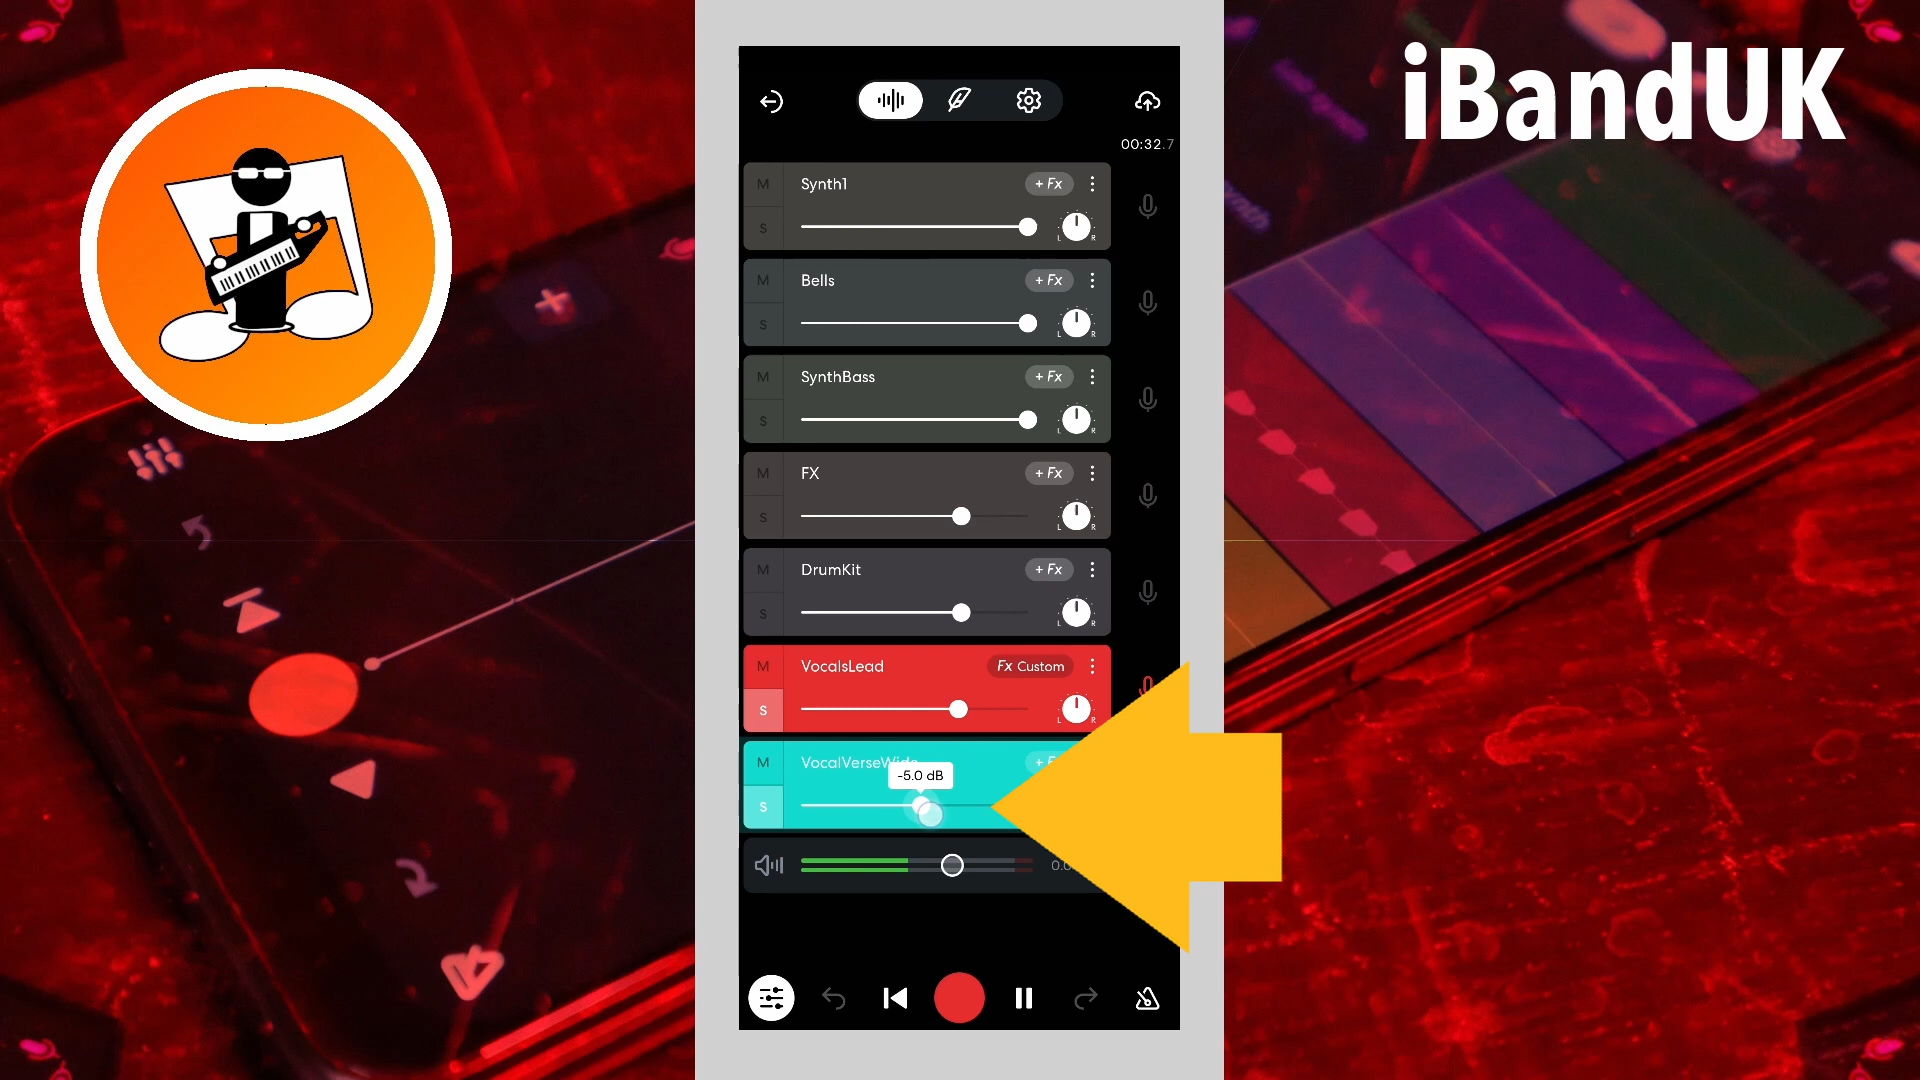 iBandUK
00:32.7
M Synth1 + Fx
S L R
M Bells + Fx
S L R
M SynthBass + Fx
S L R
M FX + Fx
S L R
M DrumKit + Fx
S L R
M VocalsLead Fx Custom
S L R
M VocalVerseWide +
-5.0 dB
S